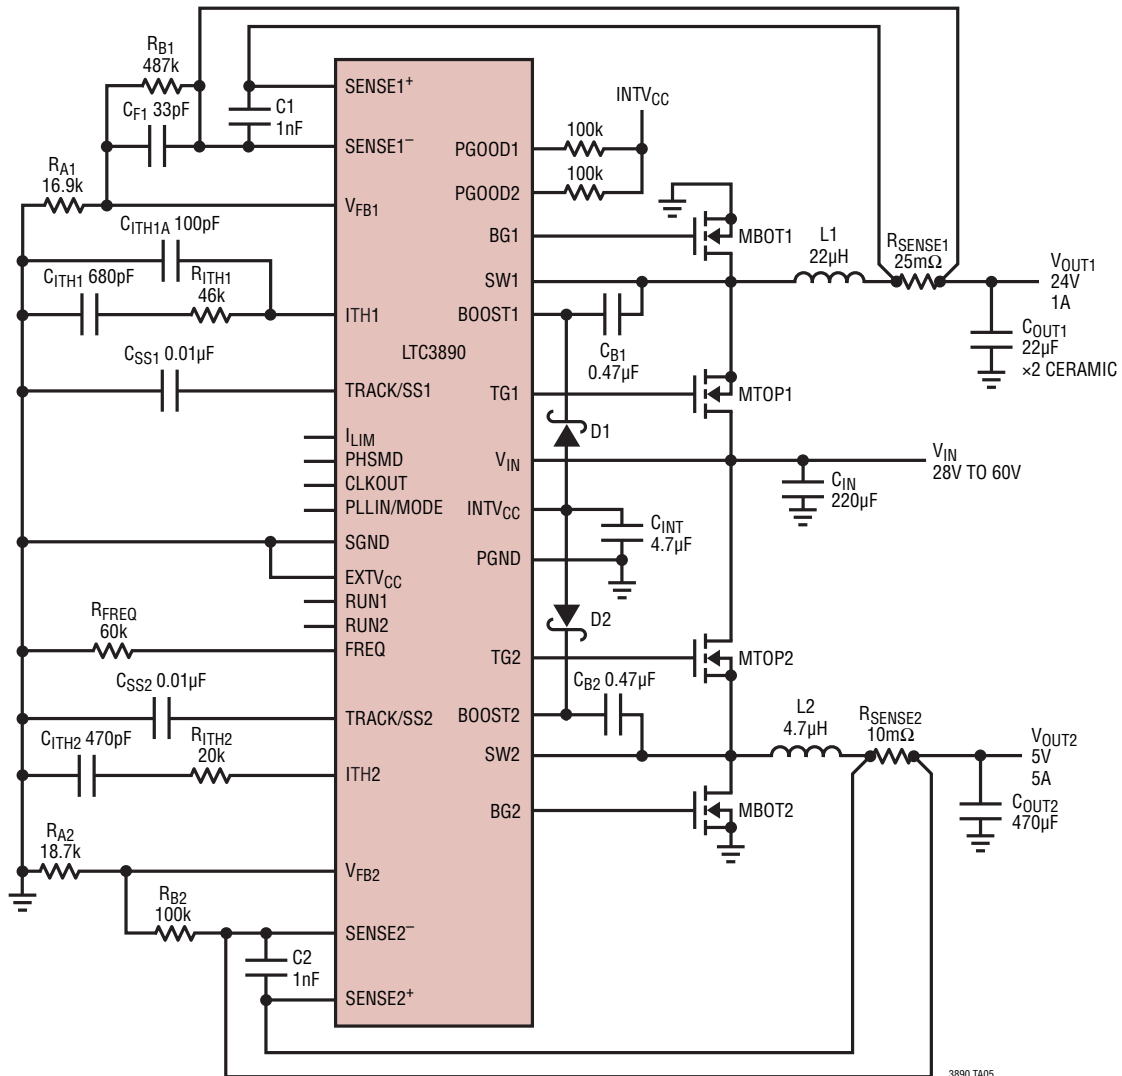 RB1
487k
CF1 33pF
C1
1nF
RA1
16.9k
CITH1A 100pF
CITH1 680pF
RITH1
46k
CSS1 0.01µF
RFREQ
60k
CSS2 0.01µF
CITH2 470pF
RITH2
20k
RA2
18.7k
RB2
100k
C2
1nF
SENSE1+
SENSE1–
VFB1
ITH1
LTC3890
TRACK/SS1
ILIM
PHSMD
CLKOUT
PLLIN/MODE
SGND
EXTVCC
RUN1
RUN2
FREQ
TRACK/SS2
ITH2
VFB2
SENSE2–
SENSE2+
PGOOD1
PGOOD2
BG1
SW1
BOOST1
TG1
VIN
INTVCC
PGND
TG2
BOOST2
SW2
BG2
INTVCC
100k
100k
MBOT1
L1
22µH
RSENSE1
25mΩ
VOUT1
24V
1A
COUT1
22µF
×2 CERAMIC
CB1
0.47µF
MTOP1
D1
VIN
28V TO 60V
CIN
220µF
CINT
4.7µF
D2
MTOP2
CB2 0.47µF
L2
4.7µH
RSENSE2
10mΩ
VOUT2
5V
5A
COUT2
470µF
MBOT2
3890 TA05